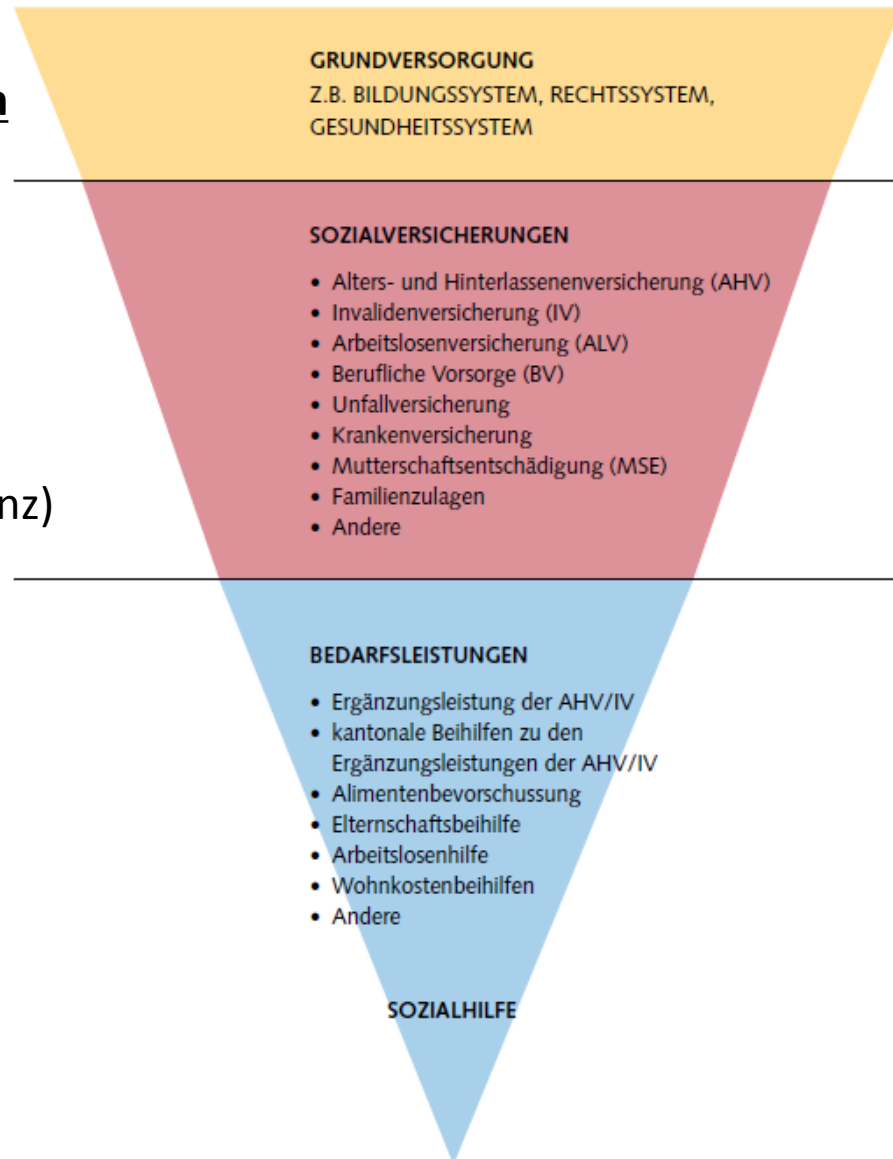 GRUNDVERSORGUNG
Z.B. BILDUNGSSYSTEM, RECHTSSYSTEM,
GESUNDHEITSSYSTEM
SOZIALVERSICHERUNGEN
• Alters- und Hinterlassenenversicherung (AHV)
• Invalidenversicherung (IV)
• Arbeitslosenversicherung (ALV)
• Berufliche Vorsorge (BV)
• Unfallversicherung
• Krankenversicherung
• Mutterschaftsentschädigung (MSE)
nz)
• Familienzulagen
• Andere
BEDARFSLEISTUNGEN
• Ergänzungsleistung der AHV/IV
• kantonale Beihilfen zu den
Ergänzungsleistungen der AHV/IV
• Alimentenbevorschussung
• Elternschaftsbeihilfe
• Arbeitslosenhilfe
• Wohnkostenbeihilfen
• Andere
SOZIALHILFE